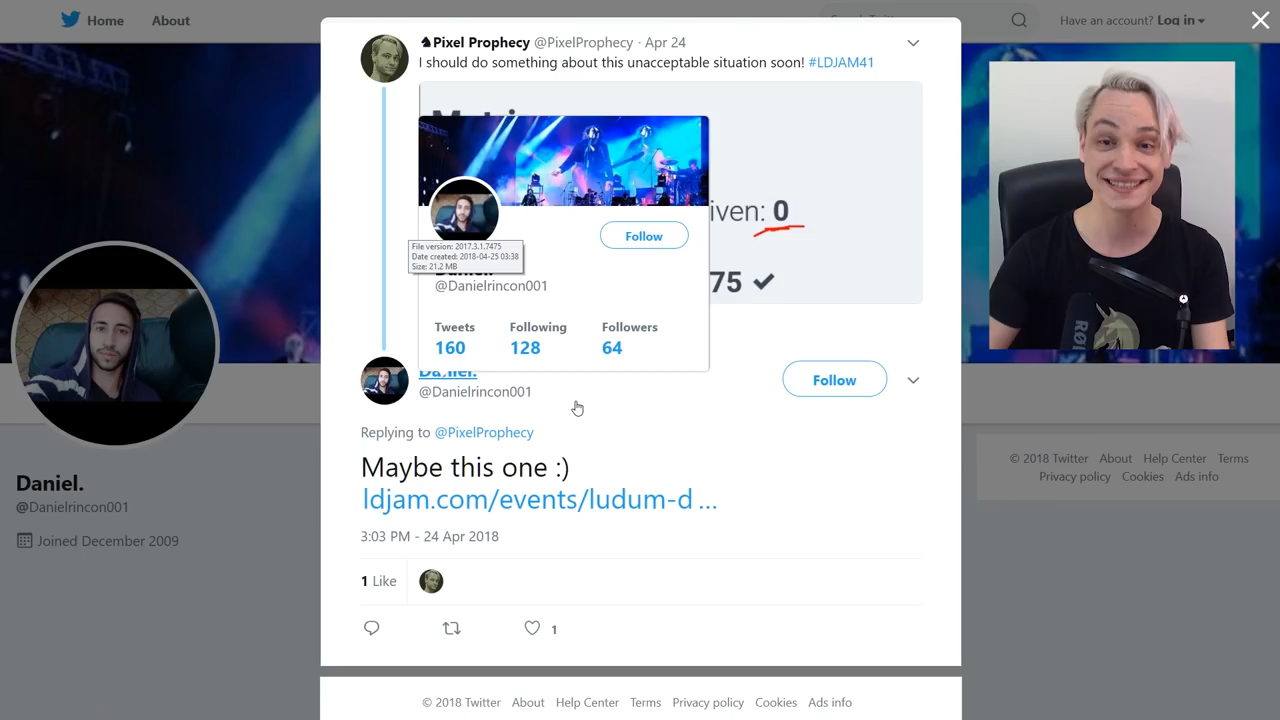 Home
About
Have an account? Log in
♞Pixel Prophecy @PixelProphecy · Apr 24
I should do something about this unacceptable situation soon! #LDJAM41
iven: 0
75 ✔
Follow
File version: 2017.3.1.7475
Date created: 2018-04-25 03:38
Size: 21.2 MB
@Danielrincon001
Tweets
160
Following
128
Followers
64
@Danielrincon001
Follow
Replying to @PixelProphecy
Maybe this one :)
ldjam.com/events/ludum-d ...
3:03 PM - 24 Apr 2018
1 Like
1
© 2018 Twitter About Help Center Terms Privacy policy Cookies Ads info
Daniel.
@Danielrincon001
Joined December 2009
© 2018 Twitter About Help Center Terms
Privacy policy Cookies Ads info